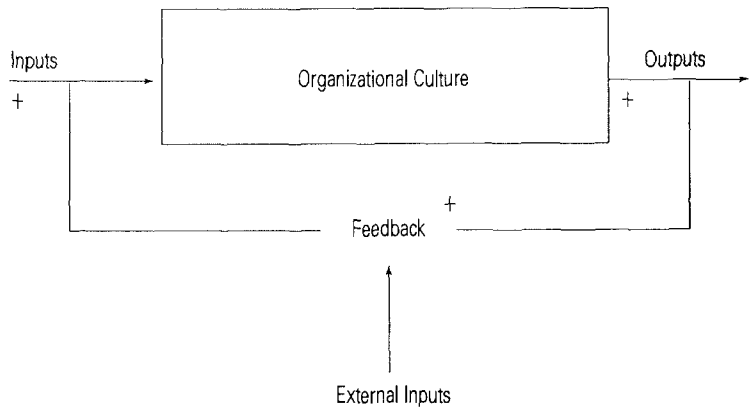 Inputs
Outputs
Organizational Culture
+
+
+
Feedback
External Inputs